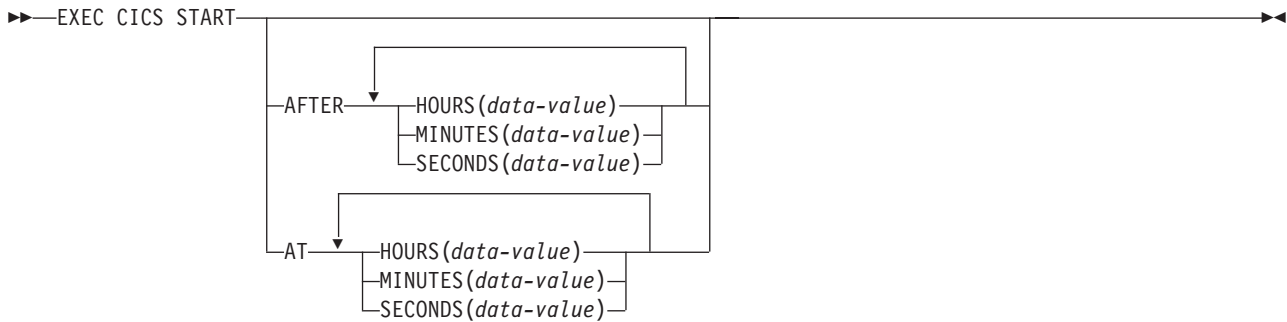 EXEC CICS START
AFTER HOURS(data-value)
MINUTES(data-value)
SECONDS(data-value)
AT HOURS(data-value)
MINUTES(data-value)
SECONDS(data-value)